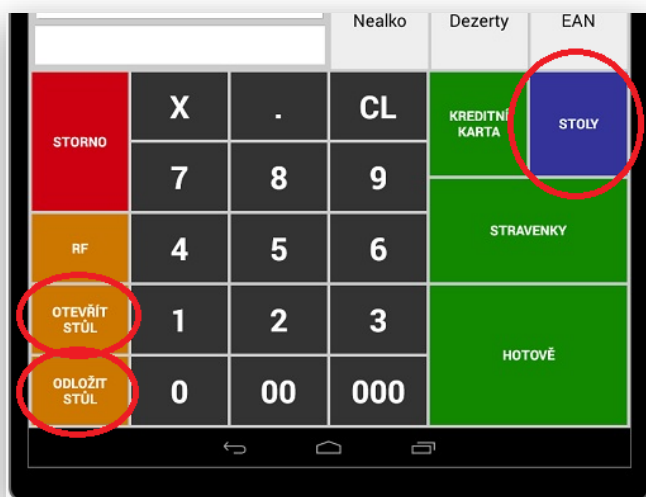 Nealko
Dezerty
EAN
X
.
CL
KREDITNÍ
KARTA
STOLY
STORNO
7
8
9
STRAVENKY
RF
4
5
6
OTEVŘÍT
STŮL
1
2
3
HOTOVĚ
ODLOŽIT
STŮL
0
00
000